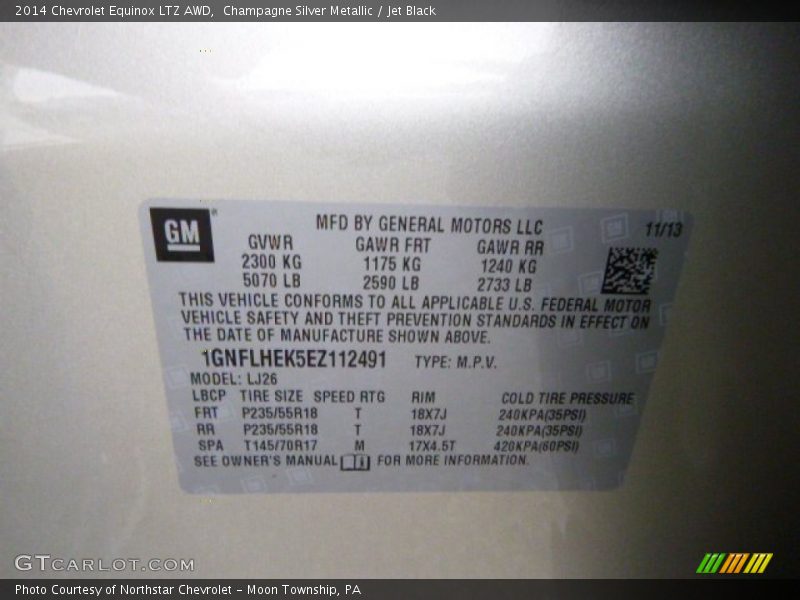 2014 Chevrolet Equinox LTZ AWD,  Champagne Silver Metallic / Jet Black
GM
MFD BY GENERAL MOTORS LLC
11/13
GVWR GAWR FRT GAWR RR
2300 KG 1175 KG 1240 KG
5070 LB 2590 LB 2733 LB
THIS VEHICLE CONFORMS TO ALL APPLICABLE U.S. FEDERAL MOTOR
VEHICLE SAFETY AND THEFT PREVENTION STANDARDS IN EFFECT ON
THE DATE OF MANUFACTURE SHOWN ABOVE.
1GNFLHEK5EZ112491 TYPE: M.P.V.
MODEL: LJ26
LBCP TIRE SIZE SPEED RTG RIM COLD TIRE PRESSURE
FRT P235/55R18 T 18X7J 240KPA(35PSI)
RR P235/55R18 T 18X7J 240KPA(35PSI)
SPA T145/70R17 M 17X4.5T 420KPA(60PSI)
SEE OWNER'S MANUAL FOR MORE INFORMATION.
GTCARLOT.COM
Photo Courtesy of Northstar Chevrolet - Moon Township, PA